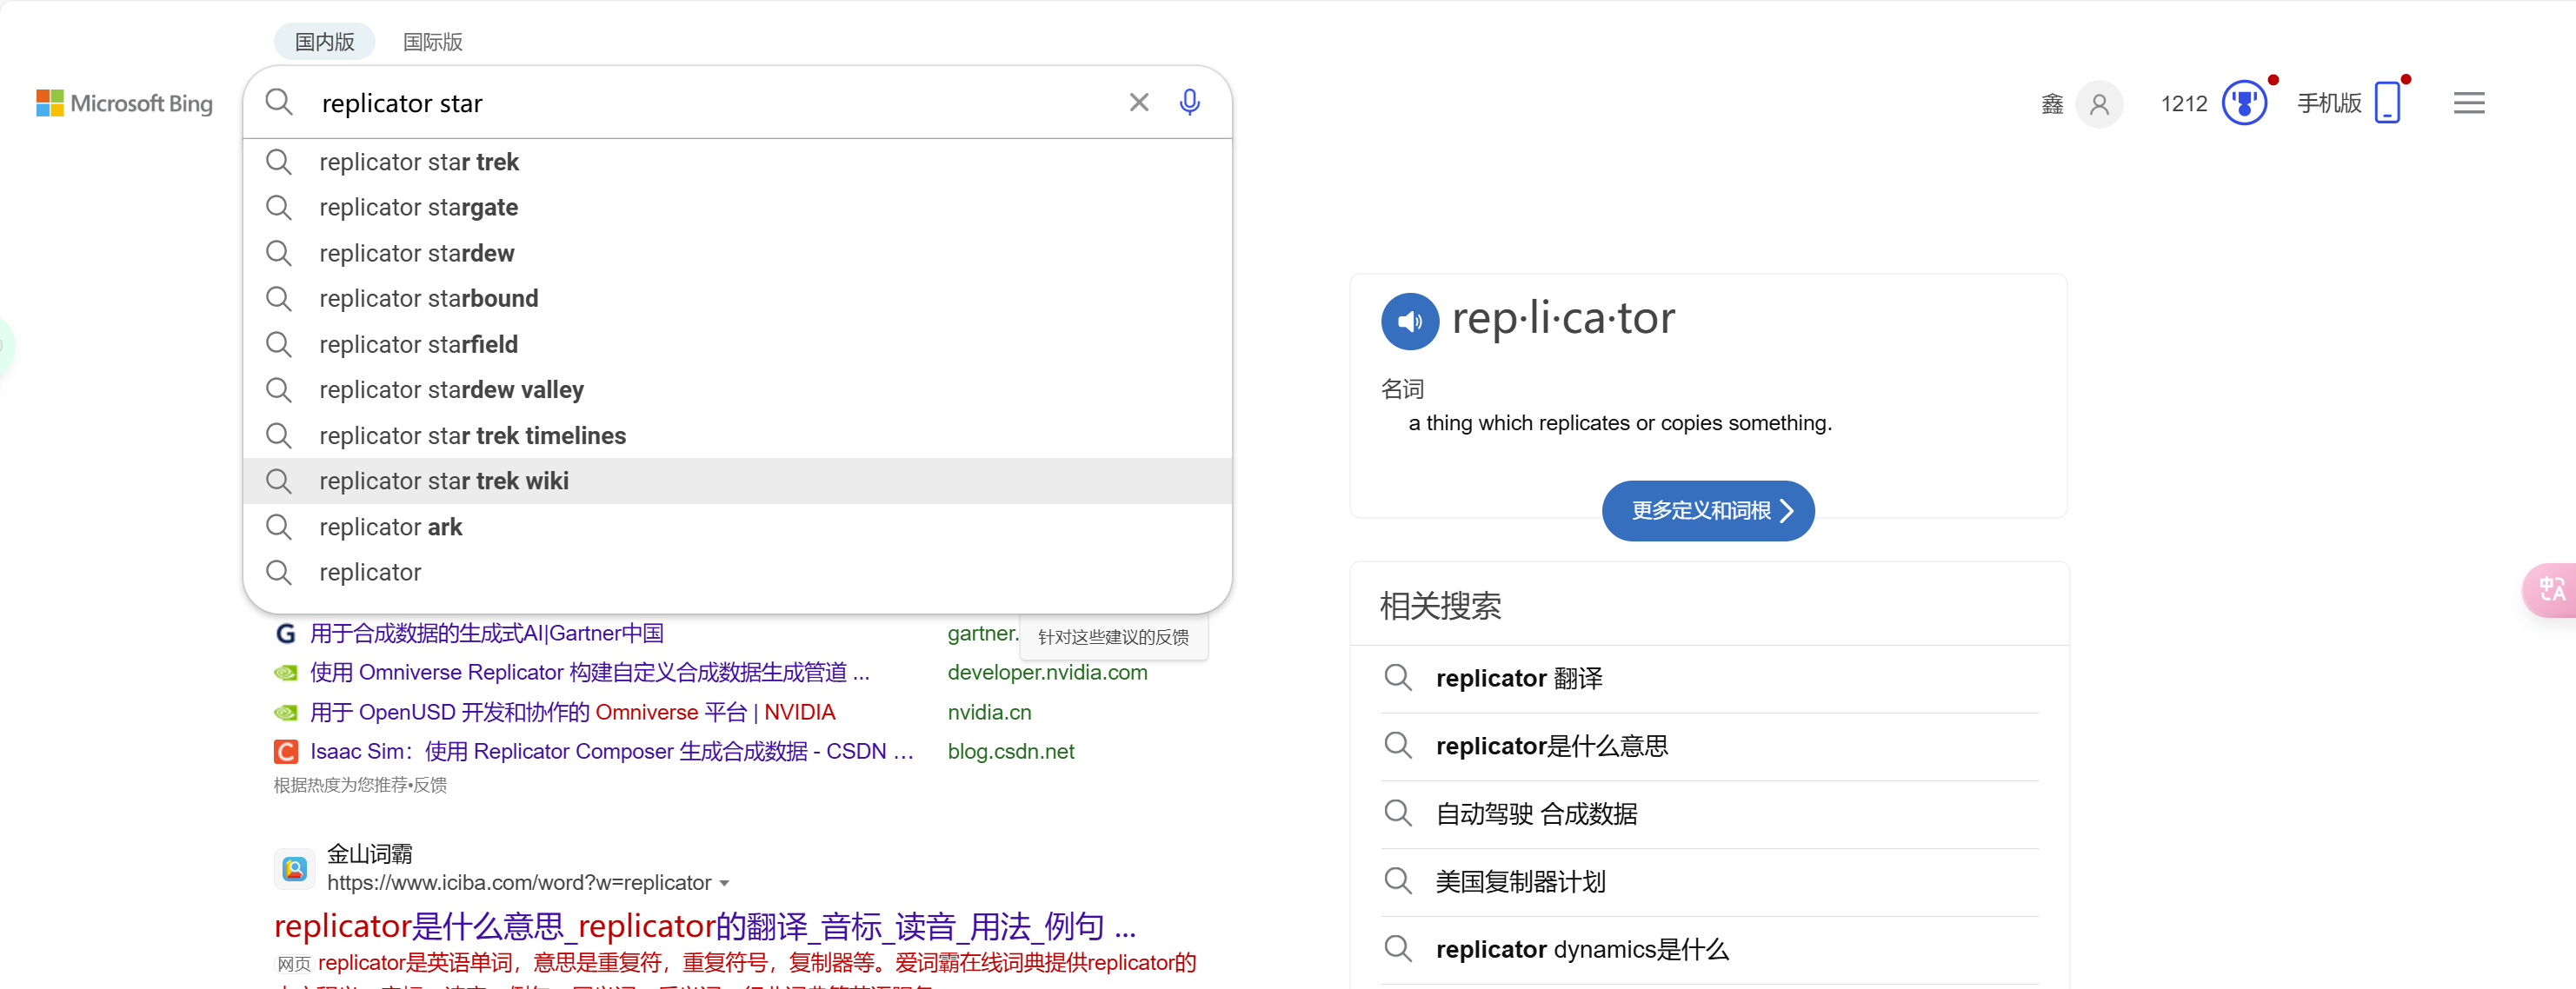 国内版
国际版
Microsoft Bing
replicator star
鑫
1212
手机版
replicator star trek
replicator stargate
replicator stardew
replicator starbound
replicator starfield
replicator stardew valley
replicator star trek timelines
replicator star trek wiki
replicator ark
replicator
针对这些建议的反馈
用于合成数据的生成式AI|Gartner中国
gartner.
使用 Omniverse Replicator 构建自定义合成数据生成管道 ...
developer.nvidia.com
用于 OpenUSD 开发和协作的 Omniverse 平台 | NVIDIA
nvidia.cn
Isaac Sim：使用 Replicator Composer 生成合成数据 - CSDN ...
blog.csdn.net
根据热度为您推荐•反馈
金山词霸
https://www.iciba.com/word?w=replicator
replicator是什么意思_replicator的翻译_音标_读音_用法_例句 ...
网页 replicator是英语单词，意思是重复符，重复符号，复制器等。爱词霸在线词典提供replicator的
rep·li·ca·tor
名词
a thing which replicates or copies something.
更多定义和词根
相关搜索
replicator 翻译
replicator是什么意思
自动驾驶 合成数据
美国复制器计划
replicator dynamics是什么
中A